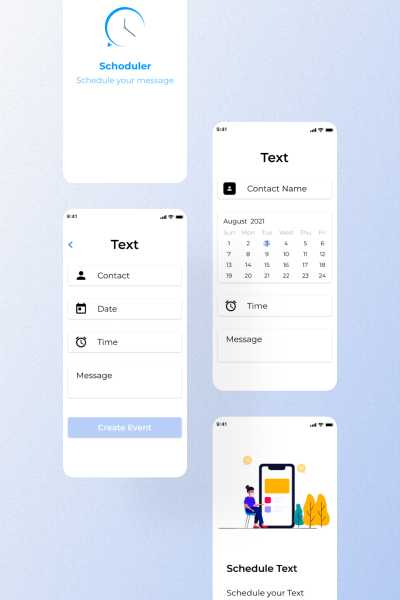 Schoduler
Schedule your message
9:41
Text
Contact Name
August 2021
Sun Mon Tue Wed Thu Fri
1 2 3 4 5 6
7 8 9 10 11 12
13 14 15 16 17 18
19 20 21 22 23 24
Time
Message
9:41
Text
Contact
Date
Time
Message
Create Event
9:41
Schedule Text
Schedule your Text